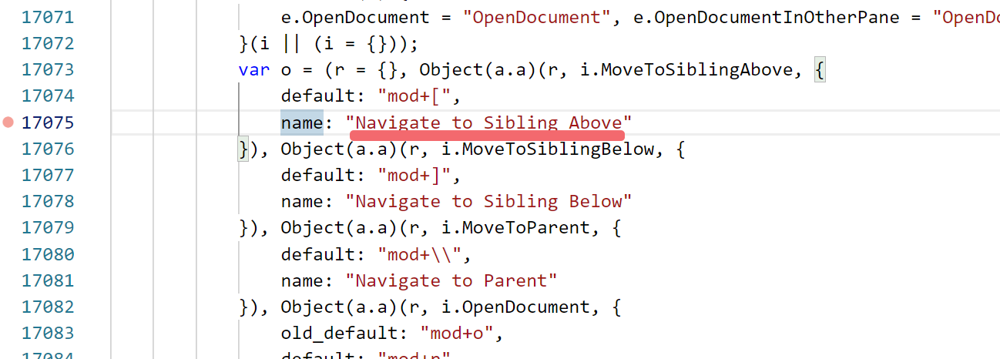 17071 e.OpenDocument = "OpenDocument", e.OpenDocumentInOtherPane = "OpenDo
17072 }(i || (i = {}));
17073 var o = (r = {}, Object(a.a)(r, i.MoveToSiblingAbove, {
17074 default: "mod+[",
17075 name: "Navigate to Sibling Above"
17076 }), Object(a.a)(r, i.MoveToSiblingBelow, {
17077 default: "mod+]",
17078 name: "Navigate to Sibling Below"
17079 }), Object(a.a)(r, i.MoveToParent, {
17080 default: "mod+\\",
17081 name: "Navigate to Parent"
17082 }), Object(a.a)(r, i.OpenDocument, {
17083 old_default: "mod+o",
17084 default: "mod+p"